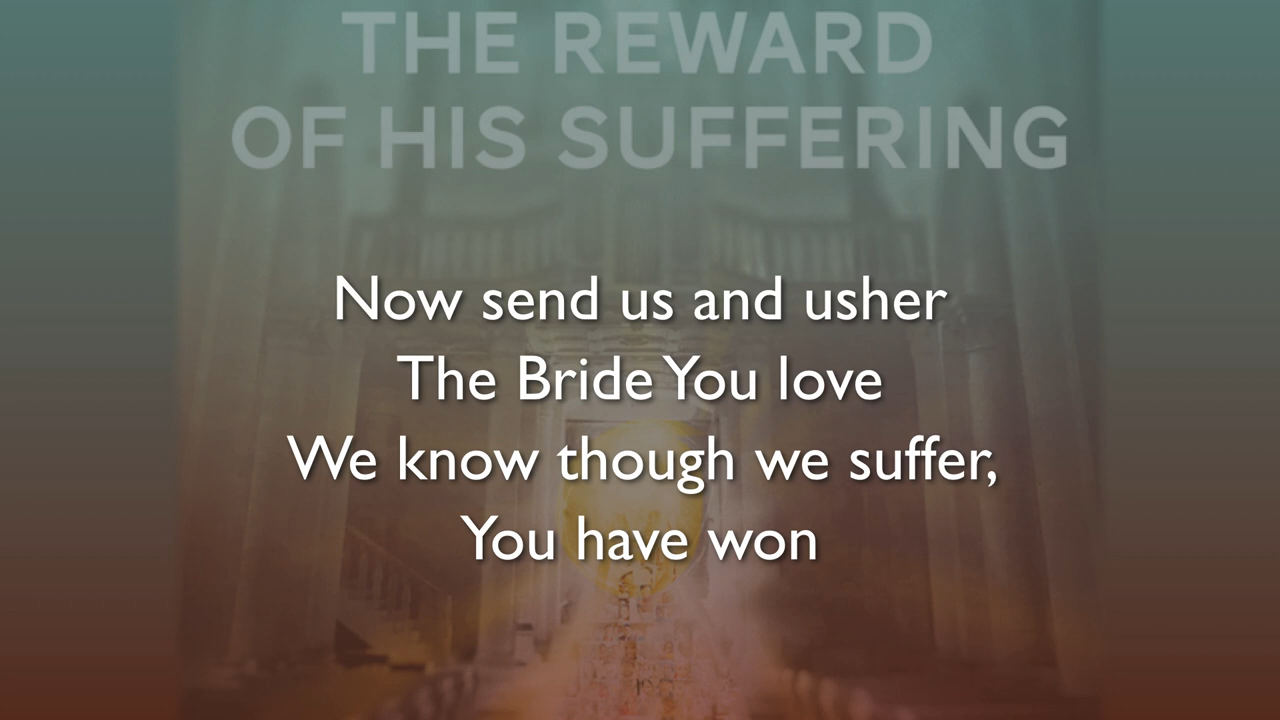 THE REWARD
OF HIS SUFFERING
Now send us and usher
The Bride You love
We know though we suffer,
You have won